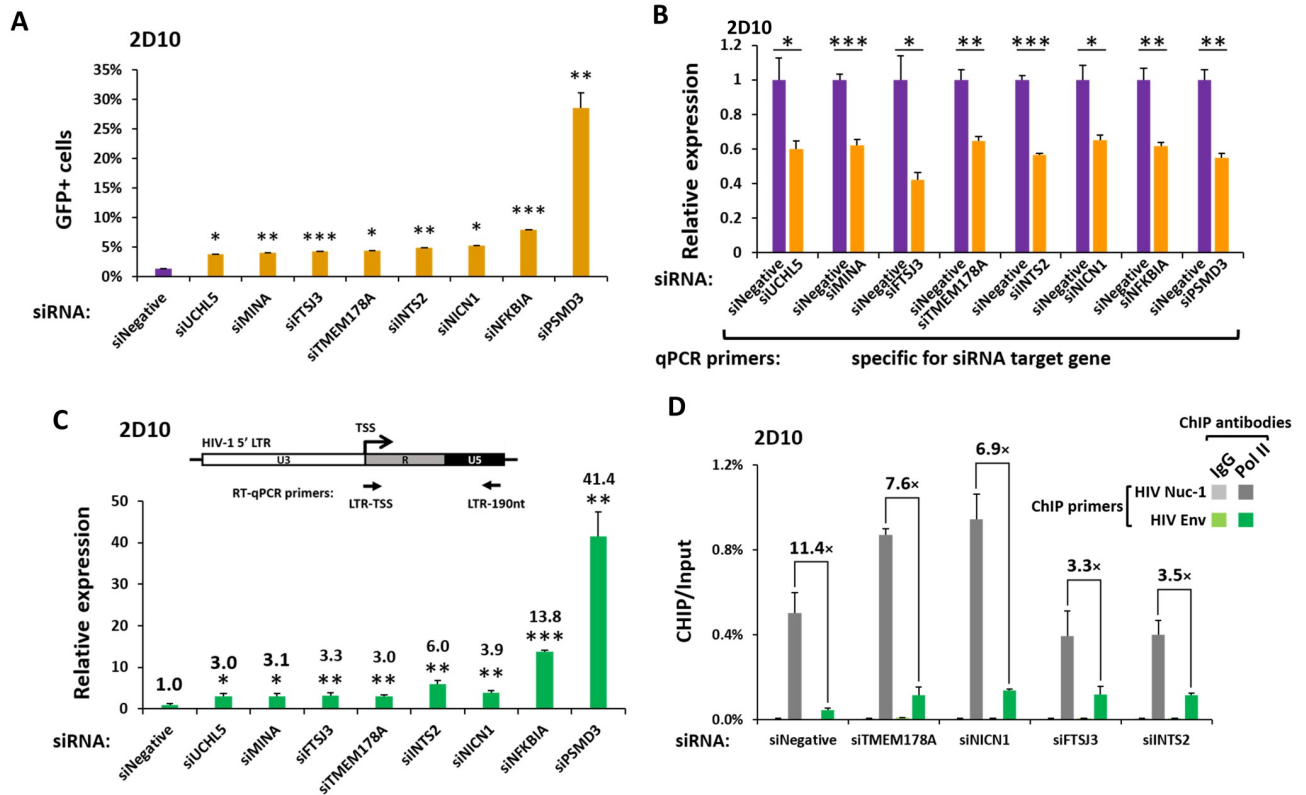 A
2D10
35%
30%
25%
20%
15%
10%
5%
0%
GFP+ cells
*
**
***
*
**
*
***
**
siRNA:
siNegative
siUCHL5
siMINA
siFTSJ3
siTMEM178A
siINTS2
siNICN1
siNFKBIA
siPSMD3
B
2D10
1.2
1
0.8
0.6
0.4
0.2
0
Relative expression
*
***
*
**
***
*
**
**
siRNA:
siNegative
siUCHL5
siNegative
siMINA
siNegative
siFTSJ3
siNegative
siTMEM178A
siNegative
siINTS2
siNegative
siNICN1
siNegative
siNFKBIA
siNegative
siPSMD3
qPCR primers: specific for siRNA target gene
C
2D10
HIV-1 5′ LTR
TSS
U3 R U5
RT-qPCR primers:
LTR-TSS
LTR-190nt
50
40
30
20
10
0
Relative expression
1.0
3.0
*
3.1
*
3.3
**
3.0
**
6.0
**
3.9
**
13.8
***
41.4
**
siRNA:
siNegative
siUCHL5
siMINA
siFTSJ3
siTMEM178A
siINTS2
siNICN1
siNFKBIA
siPSMD3
D
2D10
ChIP antibodies
IgG
Pol II
ChIP primers
HIV Nuc-1
HIV Env
1.2%
0.8%
0.4%
0.0%
CHIP/Input
11.4×
7.6×
6.9×
3.3×
3.5×
siRNA:
siNegative siTMEM178A siNICN1 siFTSJ3 siINTS2